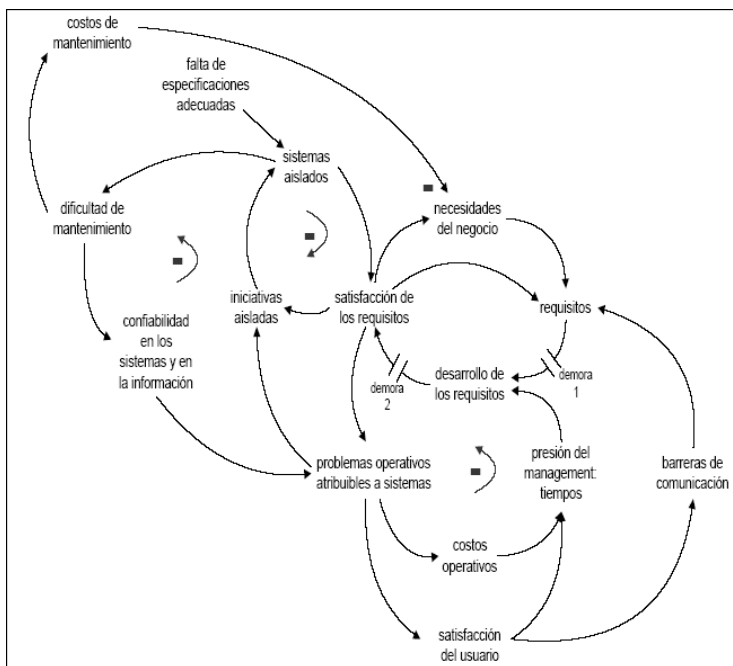 costos de
mantenimiento
falta de
especificaciones
adecuadas
sistemas
aislados
dificultad de
mantenimiento
necesidades
del negocio
iniciativas
aisladas
satisfacción de
los requisitos
requisitos
confiabilidad
en los
sistemas y en
la información
desarrollo de
los requisitos
demora
2
demora
1
problemas operativos
atribuibles a sistemas
presión del
management:
tiempos
barreras de
comunicación
costos
operativos
satisfacción
del usuario